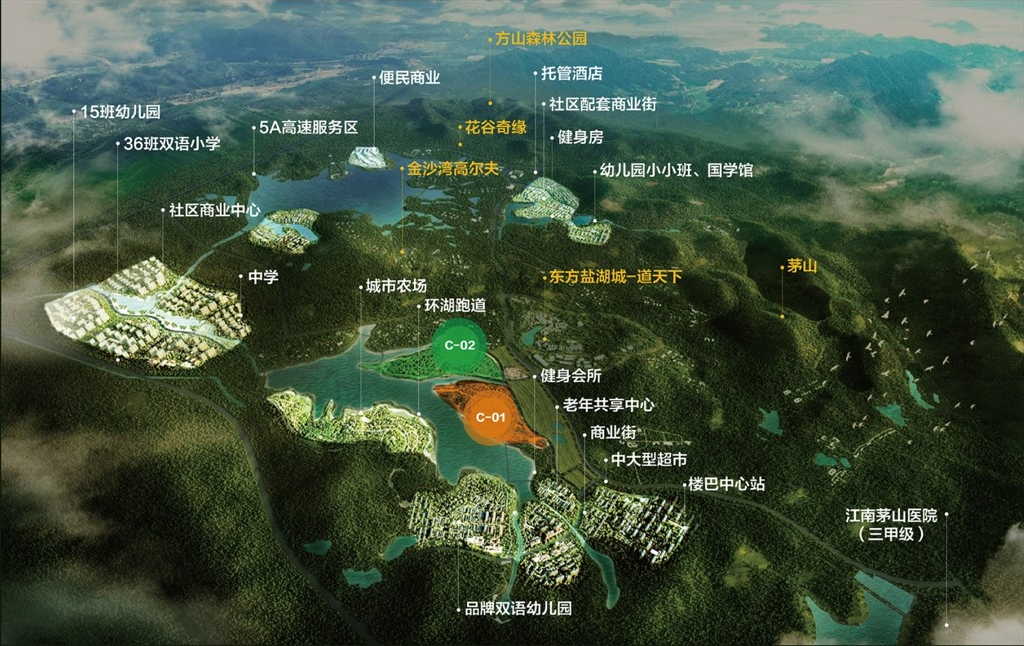 方山森林公园
托管酒店
便民商业
社区配套商业街
15班幼儿园
5A高速服务区
花谷奇缘
健身房
36班双语小学
金沙湾高尔夫
幼儿园小小班、国学馆
社区商业中心
茅山
中学
东方盐湖城-道天下
城市农场
环湖跑道
C-02
健身会所
老年共享中心
C-01
商业街
中大型超市
楼巴中心站
江南茅山医院
（三甲级）
品牌双语幼儿园